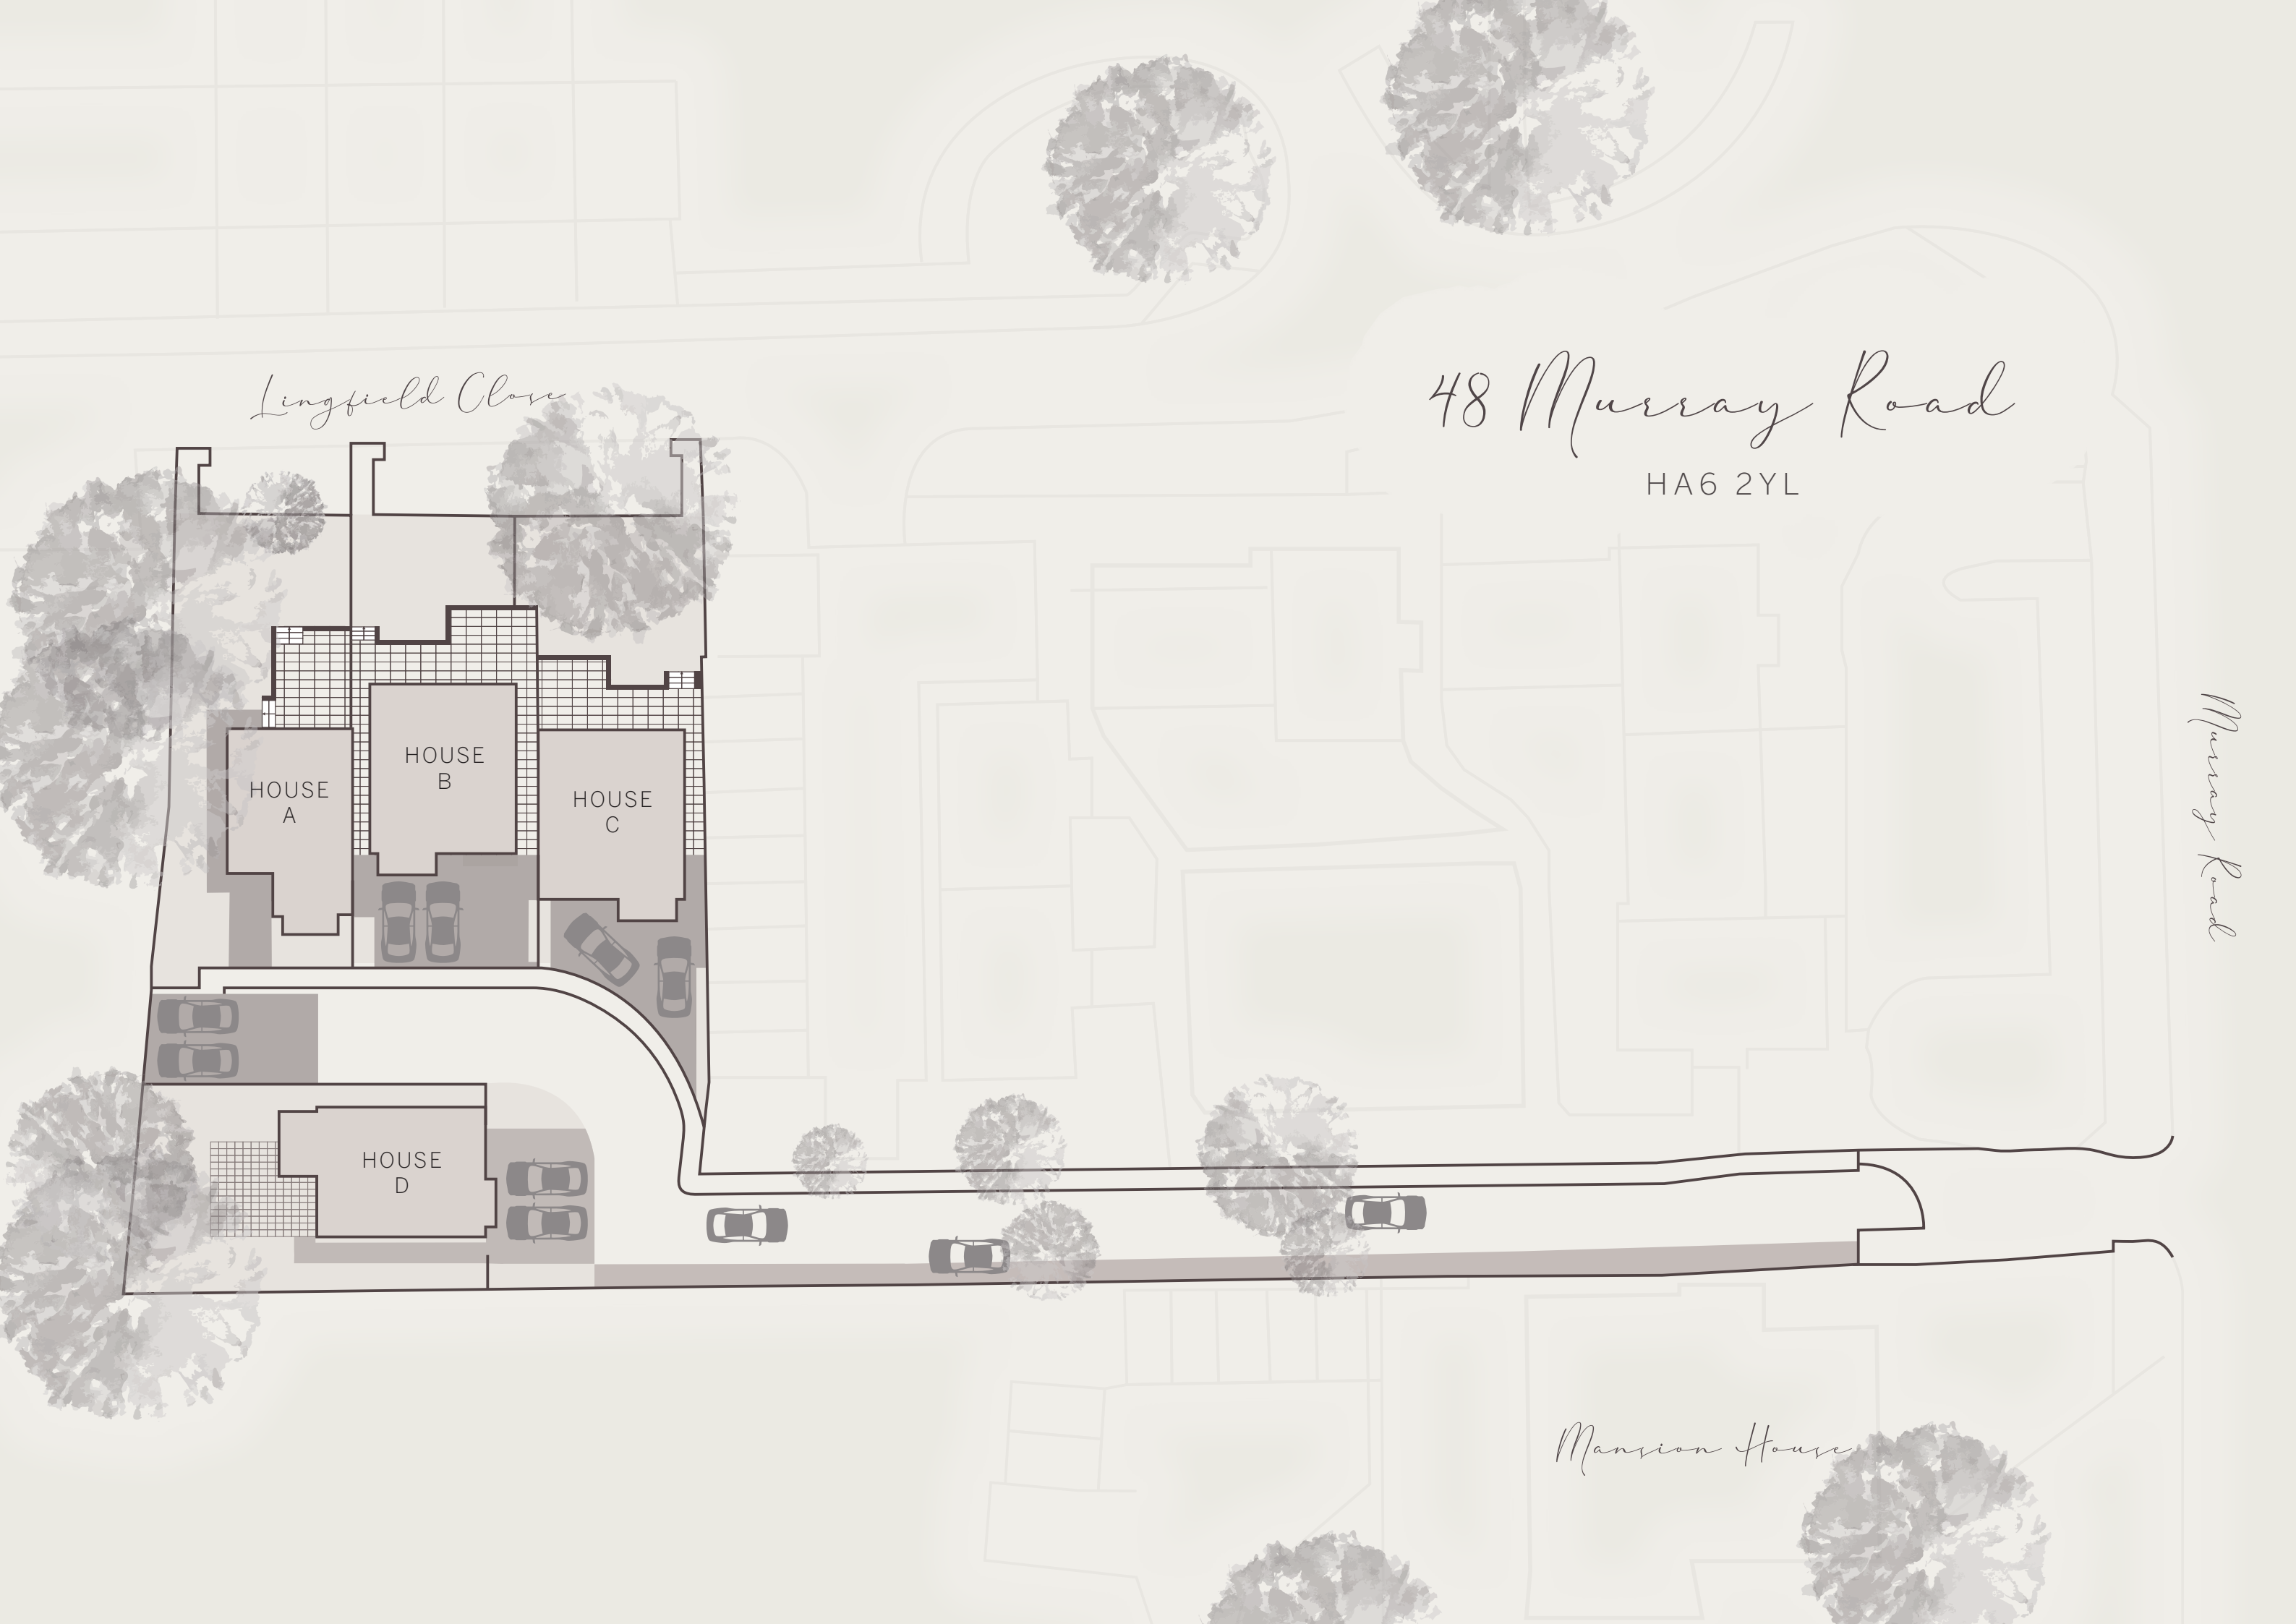 Lingfield Close
48 Murray Road
HA6 2YL
Murray Road
HOUSE
A
HOUSE
B
HOUSE
C
HOUSE
D
Mansion House